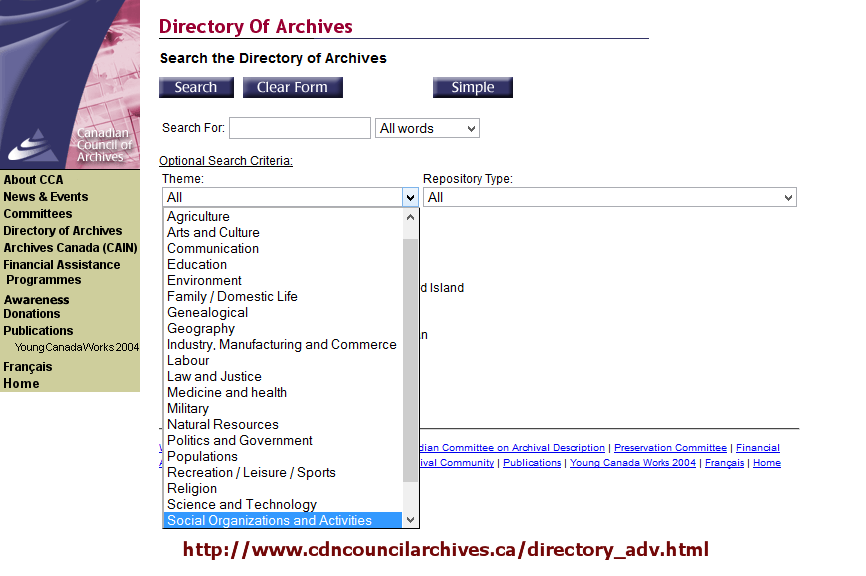 Directory Of Archives
Search the Directory of Archives
Search Clear Form Simple
Search For: All words
Optional Search Criteria:
Theme: Repository Type:
All All
Agriculture
Arts and Culture
Communication
Education
Environment
Family / Domestic Life
Genealogical
Geography
Industry, Manufacturing and Commerce
Labour
Law and Justice
Medicine and health
Military
Natural Resources
Politics and Government
Populations
Recreation / Leisure / Sports
Religion
Science and Technology
Social Organizations and Activities
d Island
n
dian Committee on Archival Description | Preservation Committee | Financial
ival Community | Publications | Young Canada Works 2004 | Français | Home
Canadian
Council of
Archives
About CCA
News & Events
Committees
Directory of Archives
Archives Canada (CAIN)
Financial Assistance
Programmes
Awareness
Donations
Publications
YoungCanadaWorks 2004
Français
Home
http://www.cdncouncilarchives.ca/directory_adv.html